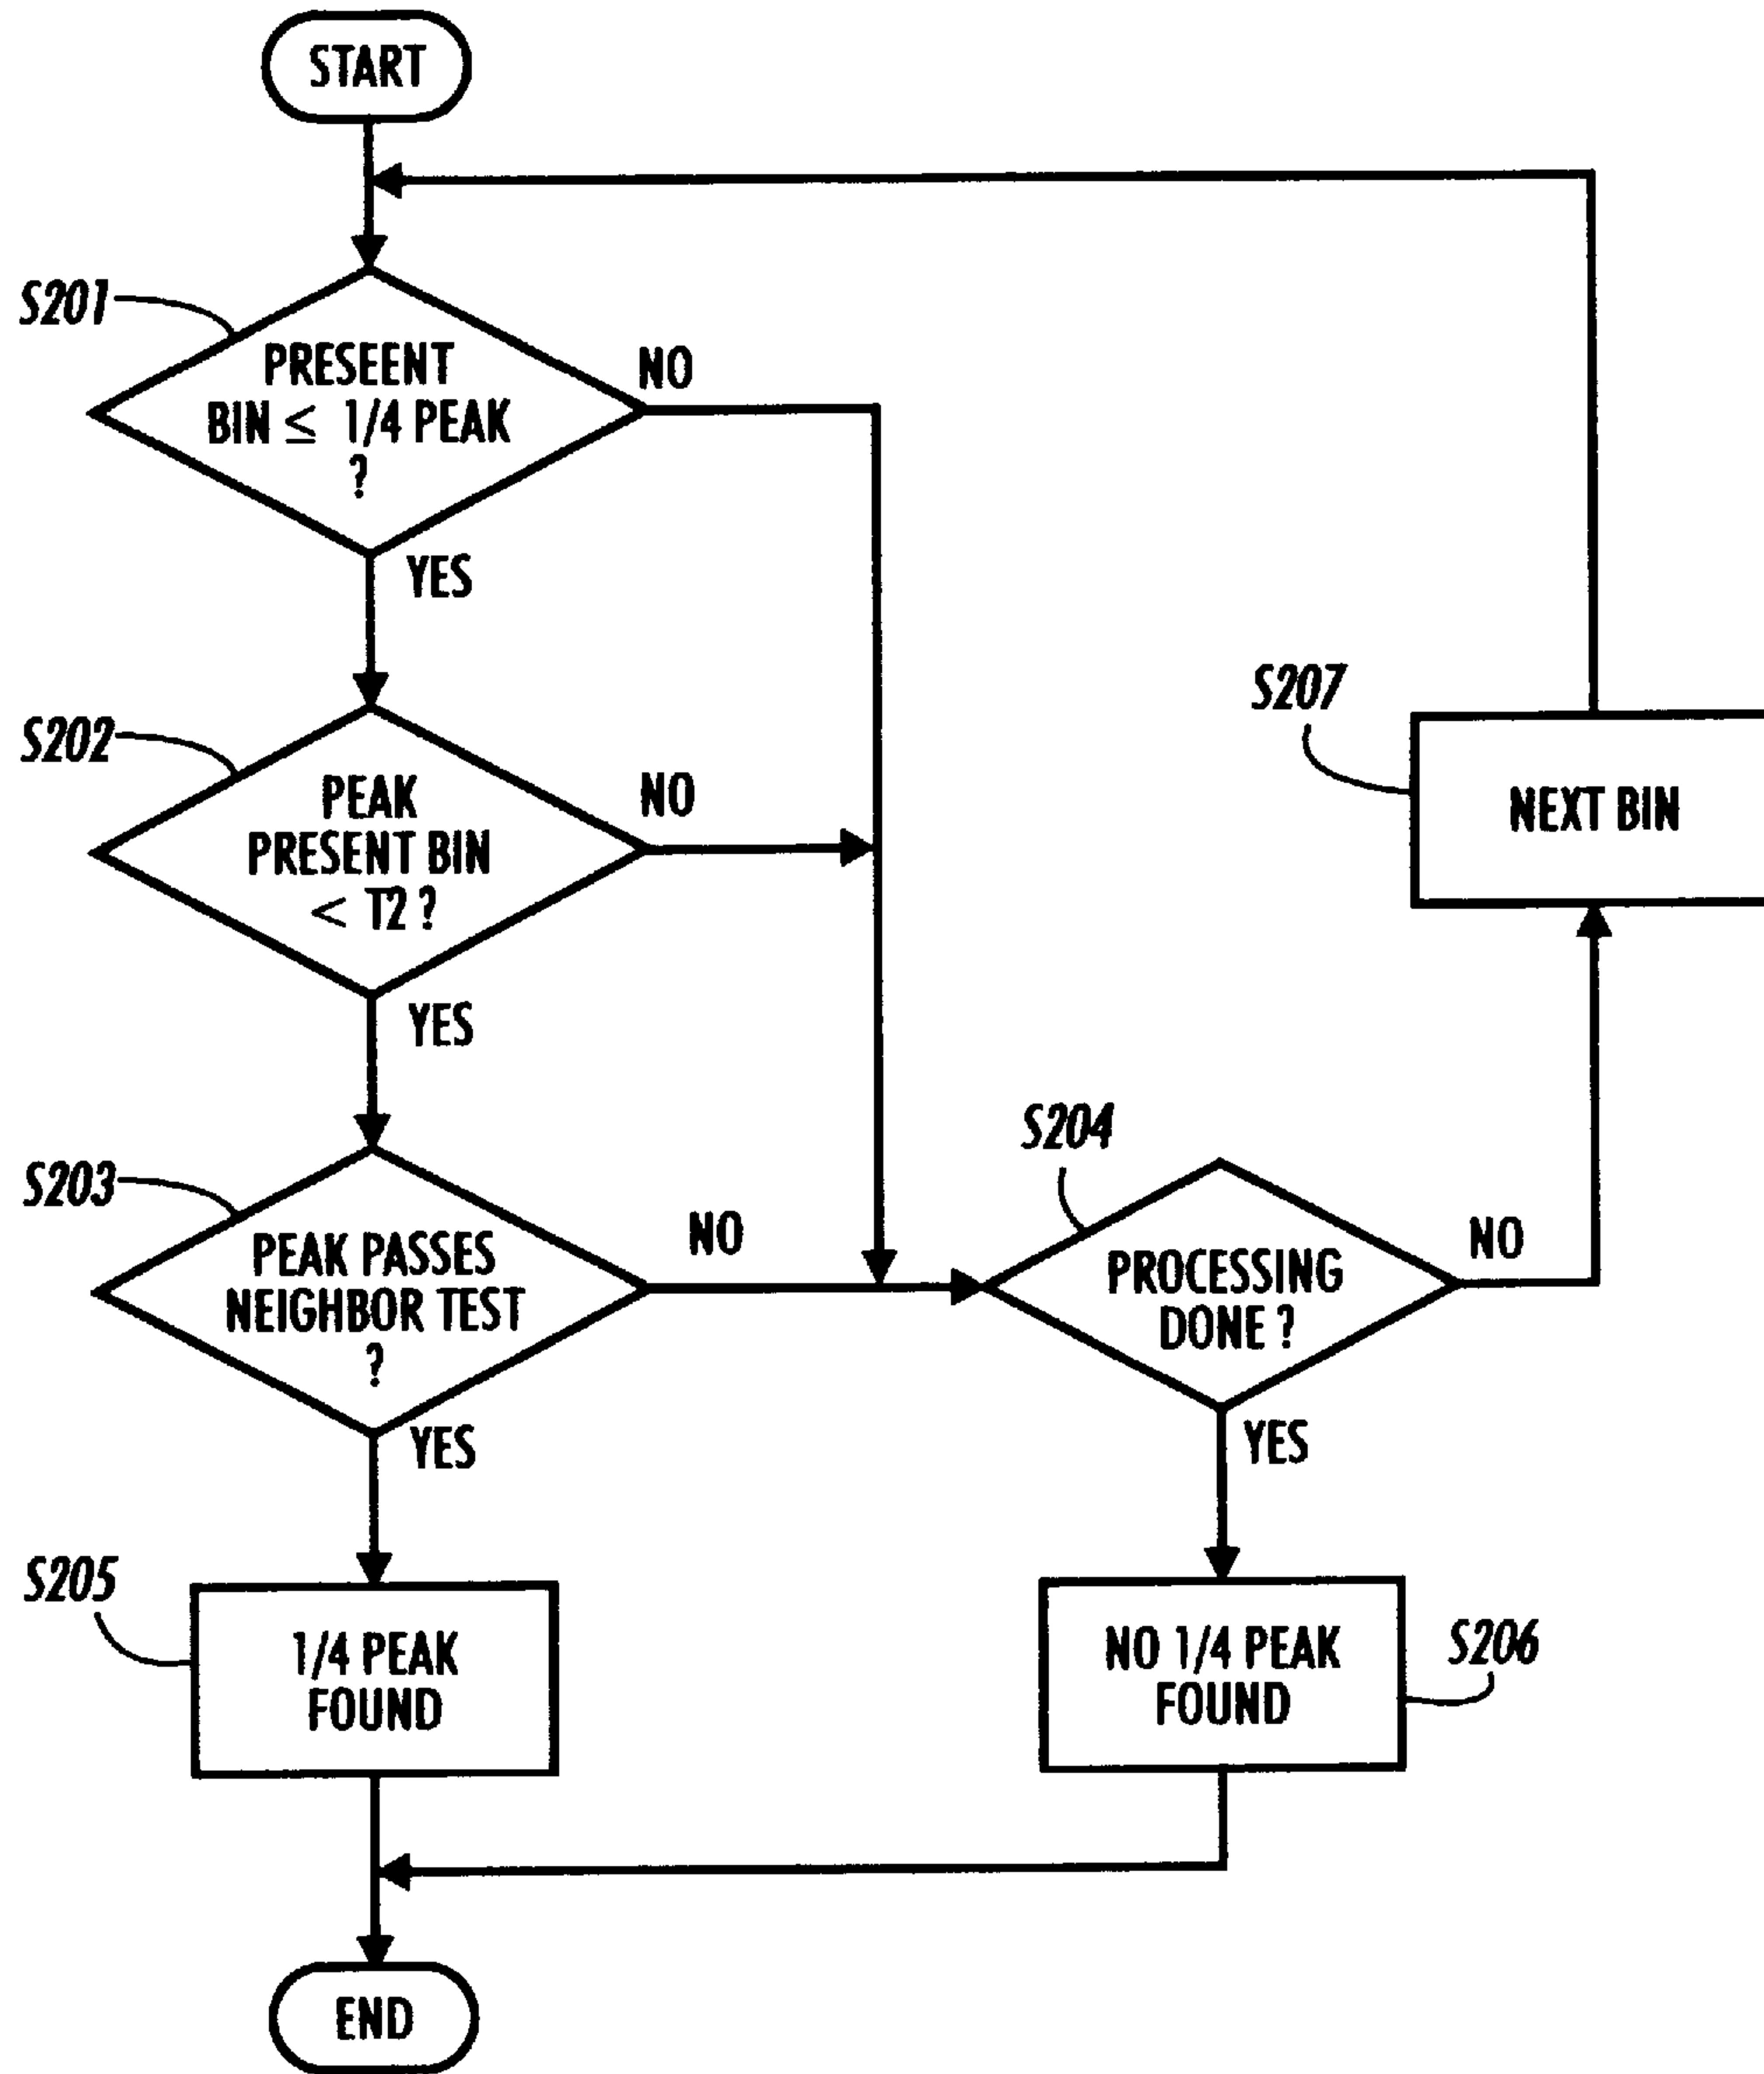 START
S201
PRESEENT
BIN ≤ 1/4 PEAK
?
NO
YES
S202
PEAK
PRESENT BIN
< T2 ?
NO
YES
S207
NEXT BIN
S203
PEAK PASSES
NEIGHBOR TEST
?
NO
YES
S204
PROCESSING
DONE ?
NO
YES
S205
1/4 PEAK
FOUND
NO 1/4 PEAK
FOUND
S206
END